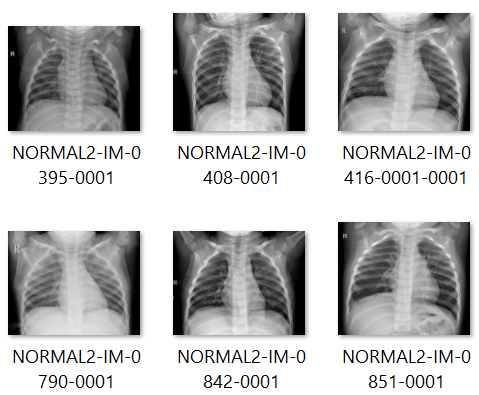 R
R
R
NORMAL2-IM-0
395-0001
NORMAL2-IM-0
408-0001
NORMAL2-IM-0
416-0001-0001
R
R
R
NORMAL2-IM-0
790-0001
NORMAL2-IM-0
842-0001
NORMAL2-IM-0
851-0001